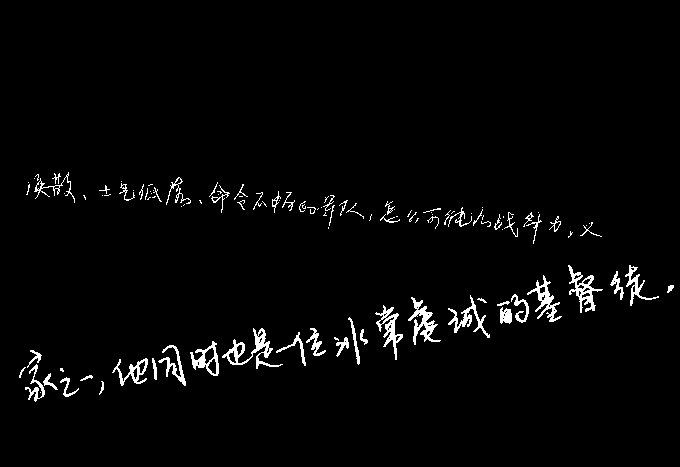 涣散、士气低落、命令不畅的军队，怎么可能有战斗力，又
家之一，他同时也是一位非常虔诚的基督徒。